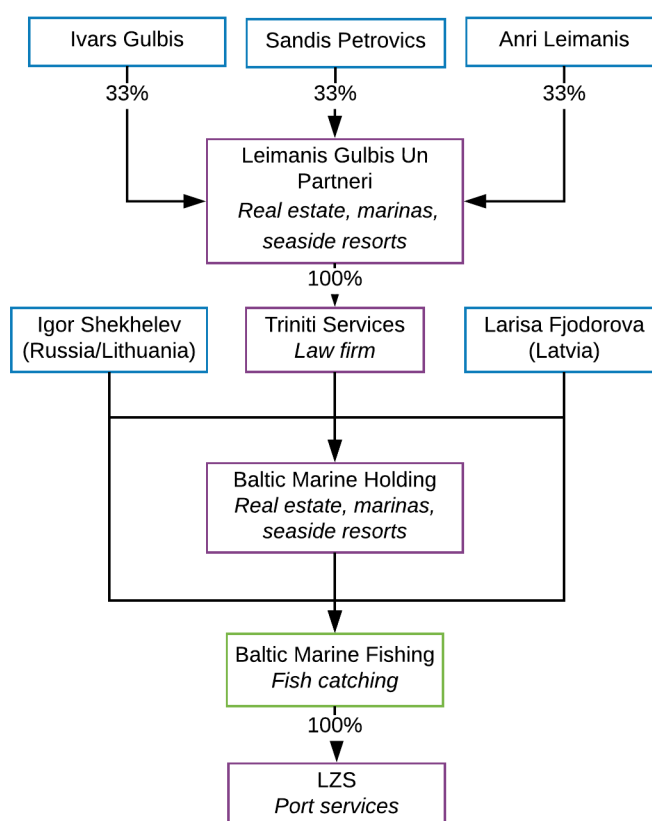 Ivars Gulbis
Sandis Petrovics
Anri Leimanis
33%
33%
33%
Leimanis Gulbis Un
Partneri
Real estate, marinas,
seaside resorts
100%
Igor Shekhelev
(Russia/Lithuania)
Triniti Services
Law firm
Larisa Fjodorova
(Latvia)
Baltic Marine Holding
Real estate, marinas,
seaside resorts
Baltic Marine Fishing
Fish catching
100%
LZS
Port services